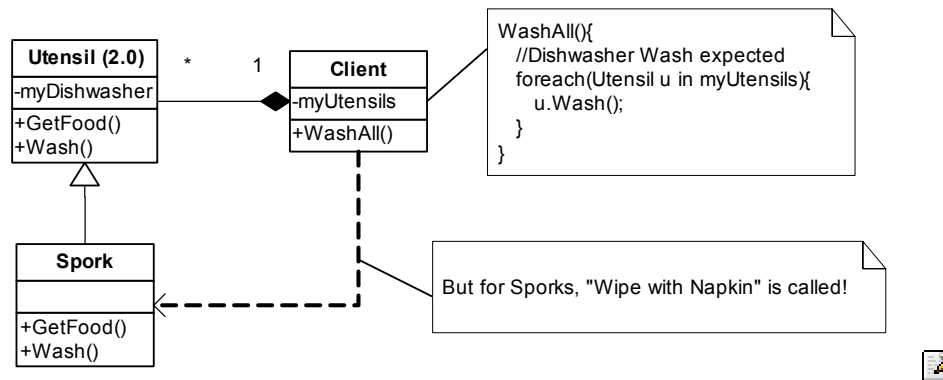 Utensil (2.0)
-myDishwasher
+GetFood()
+Wash()
*
1
Client
-myUtensils
+WashAll()
WashAll(){
//Dishwasher Wash expected
foreach(Utensil u in myUtensils){
u.Wash();
}
}
Spork
+GetFood()
+Wash()
But for Sporks, "Wipe with Napkin" is called!